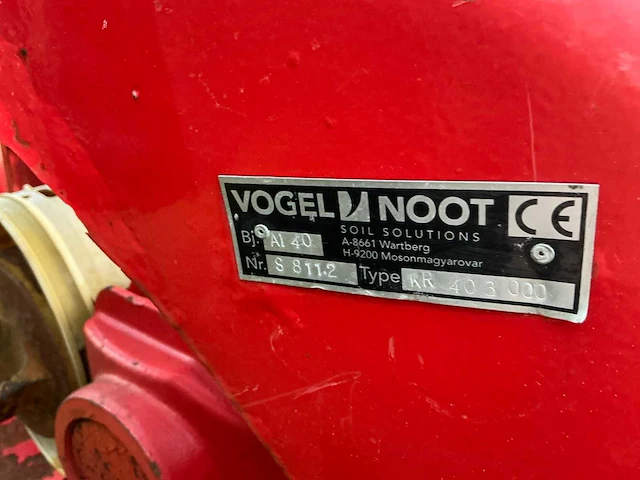 VOGEL NOOT CE
SOIL SOLUTIONS
A-8661 Wartberg
H-9200 Mosonmagyarovar
Bj. A1 40
Nr. S 811.2 Type KR 40 3 000